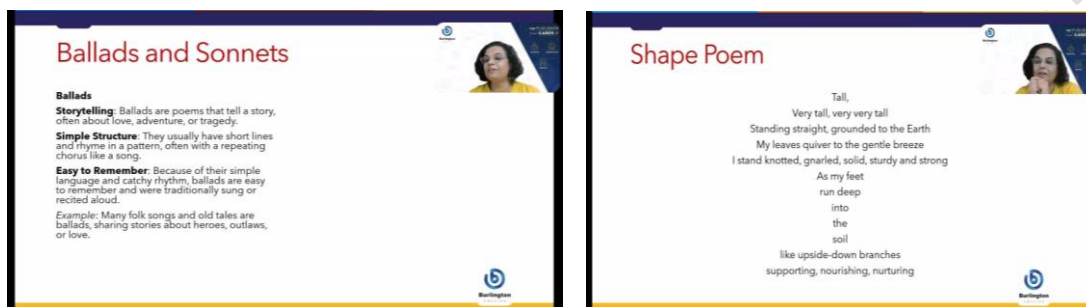 Ballads and Sonnets
Ballads
Storytelling: Ballads are poems that tell a story,
often about love, adventure, or tragedy.
Simple Structure: They usually have short lines
and rhyme in a pattern, often with a repeating
chorus like a song.
Easy to Remember: Because of their simple
language and catchy rhythm, ballads are easy
to remember and were traditionally sung or
recited aloud.
Example: Many folk songs and old tales are
ballads, sharing stories about heroes, outlaws,
or love.
Burlington
Burlington
Shape Poem
Tall,
Very tall, very very tall
Standing straight, grounded to the Earth
My leaves quiver to the gentle breeze
I stand knotted, gnarled, solid, sturdy and strong
As my feet
run deep
into
the
soil
like upside-down branches
supporting, nourishing, nurturing
Burlington
Burlington